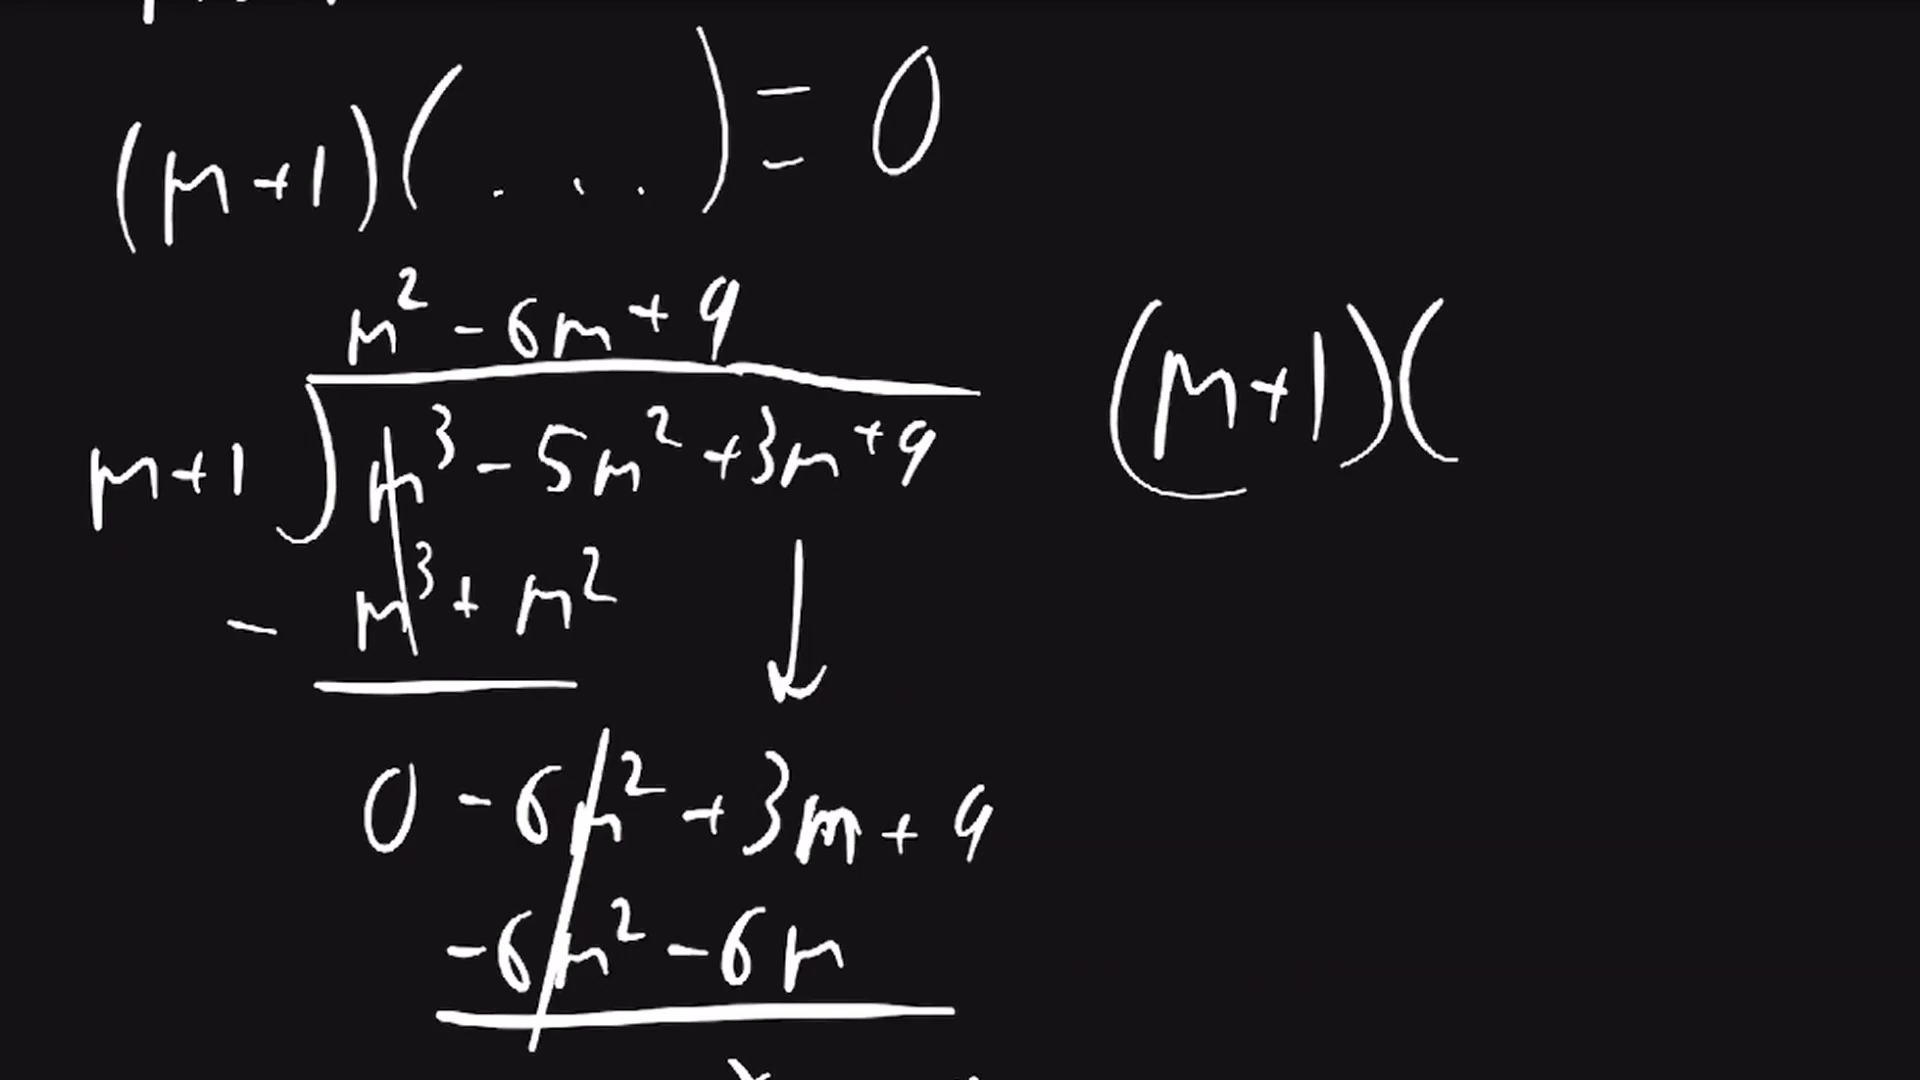 (m+1)(...) = 0
m² - 6m + 9
m+1 ) m³ - 5m² + 3m + 9
(m+1)(
- m³ + m²
0 - 6m² + 3m + 9
-6m² - 6m